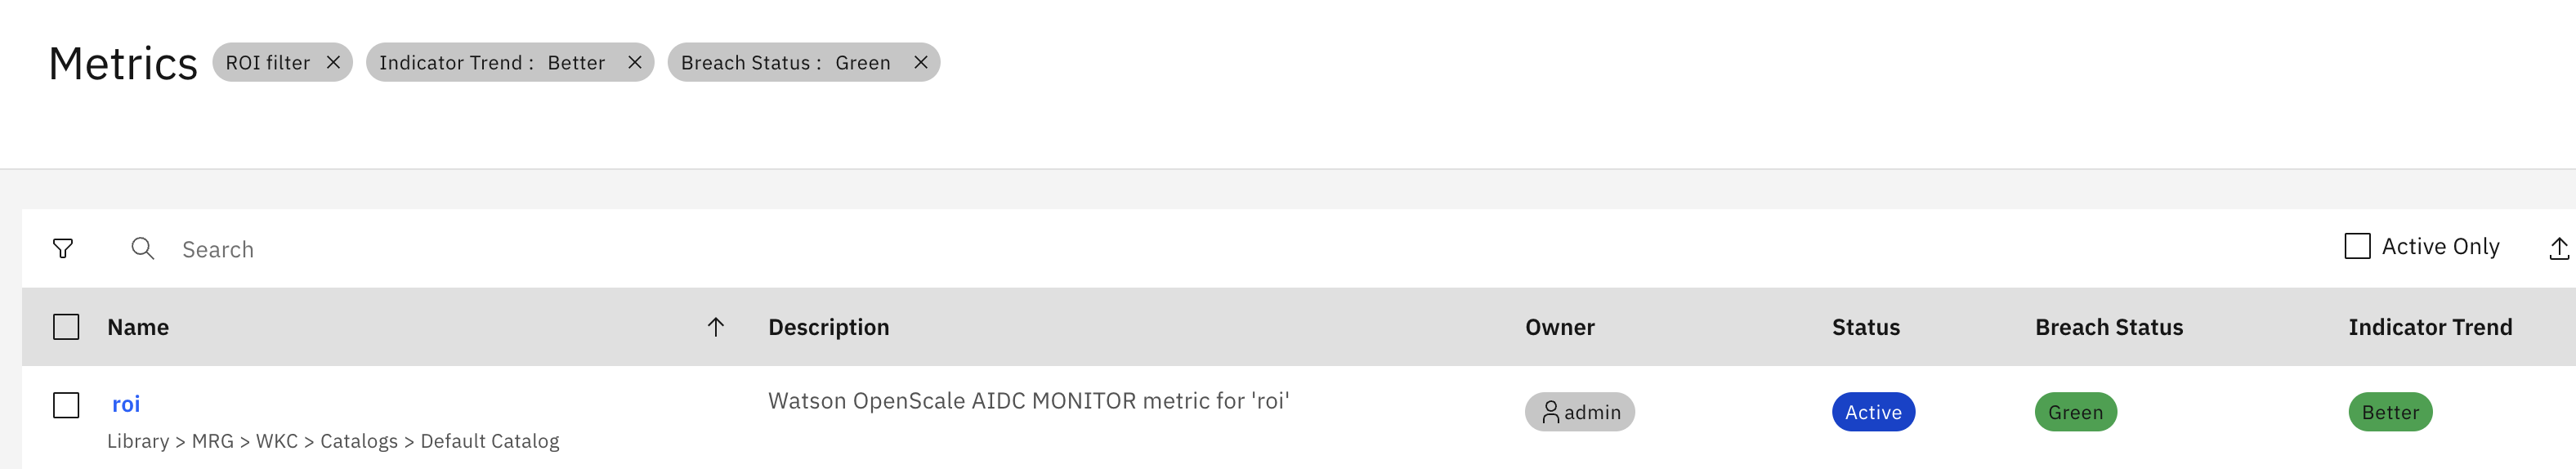 Metrics ROI filter Indicator Trend : Better Breach Status : Green
Search Active Only
Name Description Owner Status Breach Status Indicator Trend
roi Watson OpenScale AIDC MONITOR metric for 'roi' admin Active Green Better
Library > MRG > WKC > Catalogs > Default Catalog